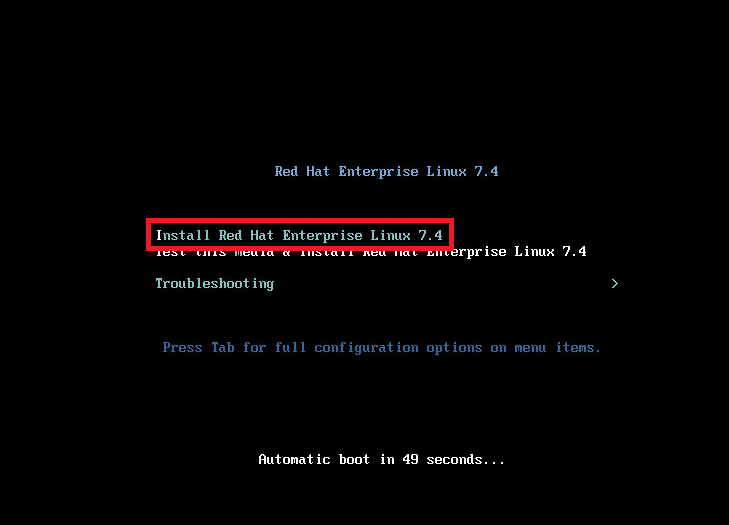 Red Hat Enterprise Linux 7.4
Install Red Hat Enterprise Linux 7.4
Test this media & install Red Hat Enterprise Linux 7.4
Troubleshooting >
Press Tab for full configuration options on menu items.
Automatic boot in 49 seconds...